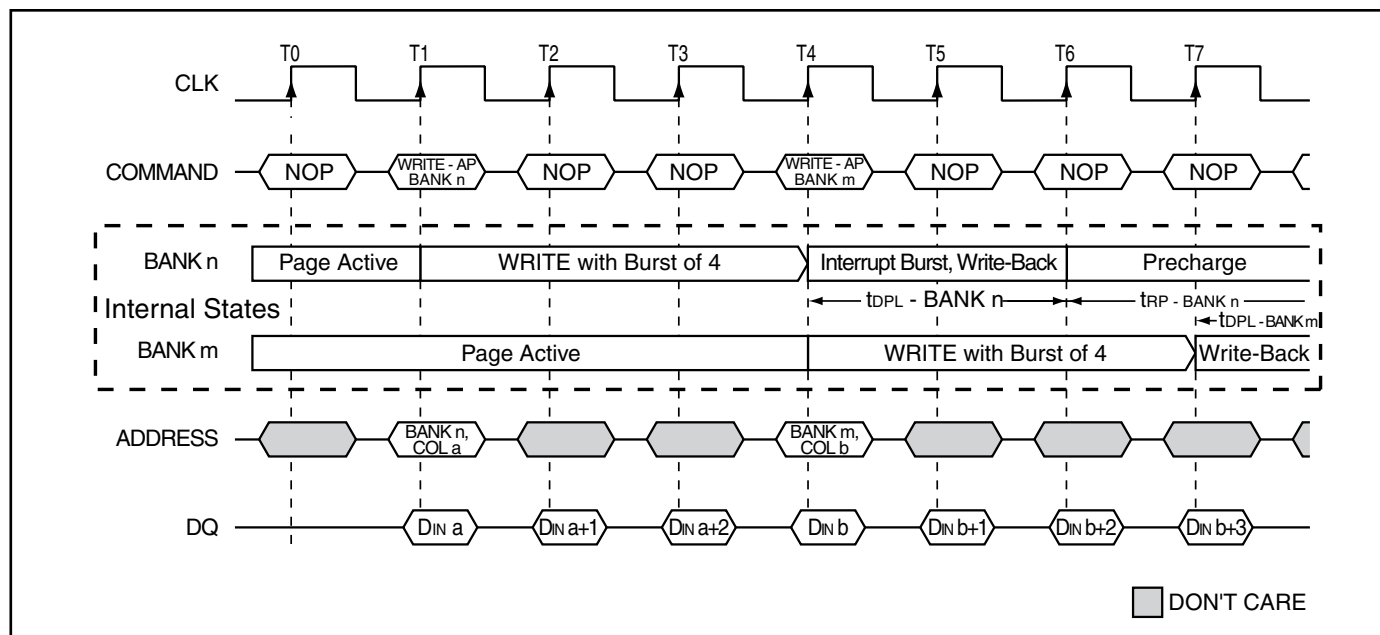 T0 T1 T2 T3 T4 T5 T6 T7
CLK
COMMAND NOP WRITE - AP BANK n NOP NOP WRITE - AP BANK m NOP NOP NOP
BANK n Page Active WRITE with Burst of 4 Interrupt Burst, Write-Back Precharge
Internal States tDPL - BANK n tRP - BANK n
tDPL - BANK m
BANK m Page Active WRITE with Burst of 4 Write-Back
ADDRESS BANK n, COL a BANK m, COL b
DQ DIN a DIN a+1 DIN a+2 DIN b DIN b+1 DIN b+2 DIN b+3
DON'T CARE